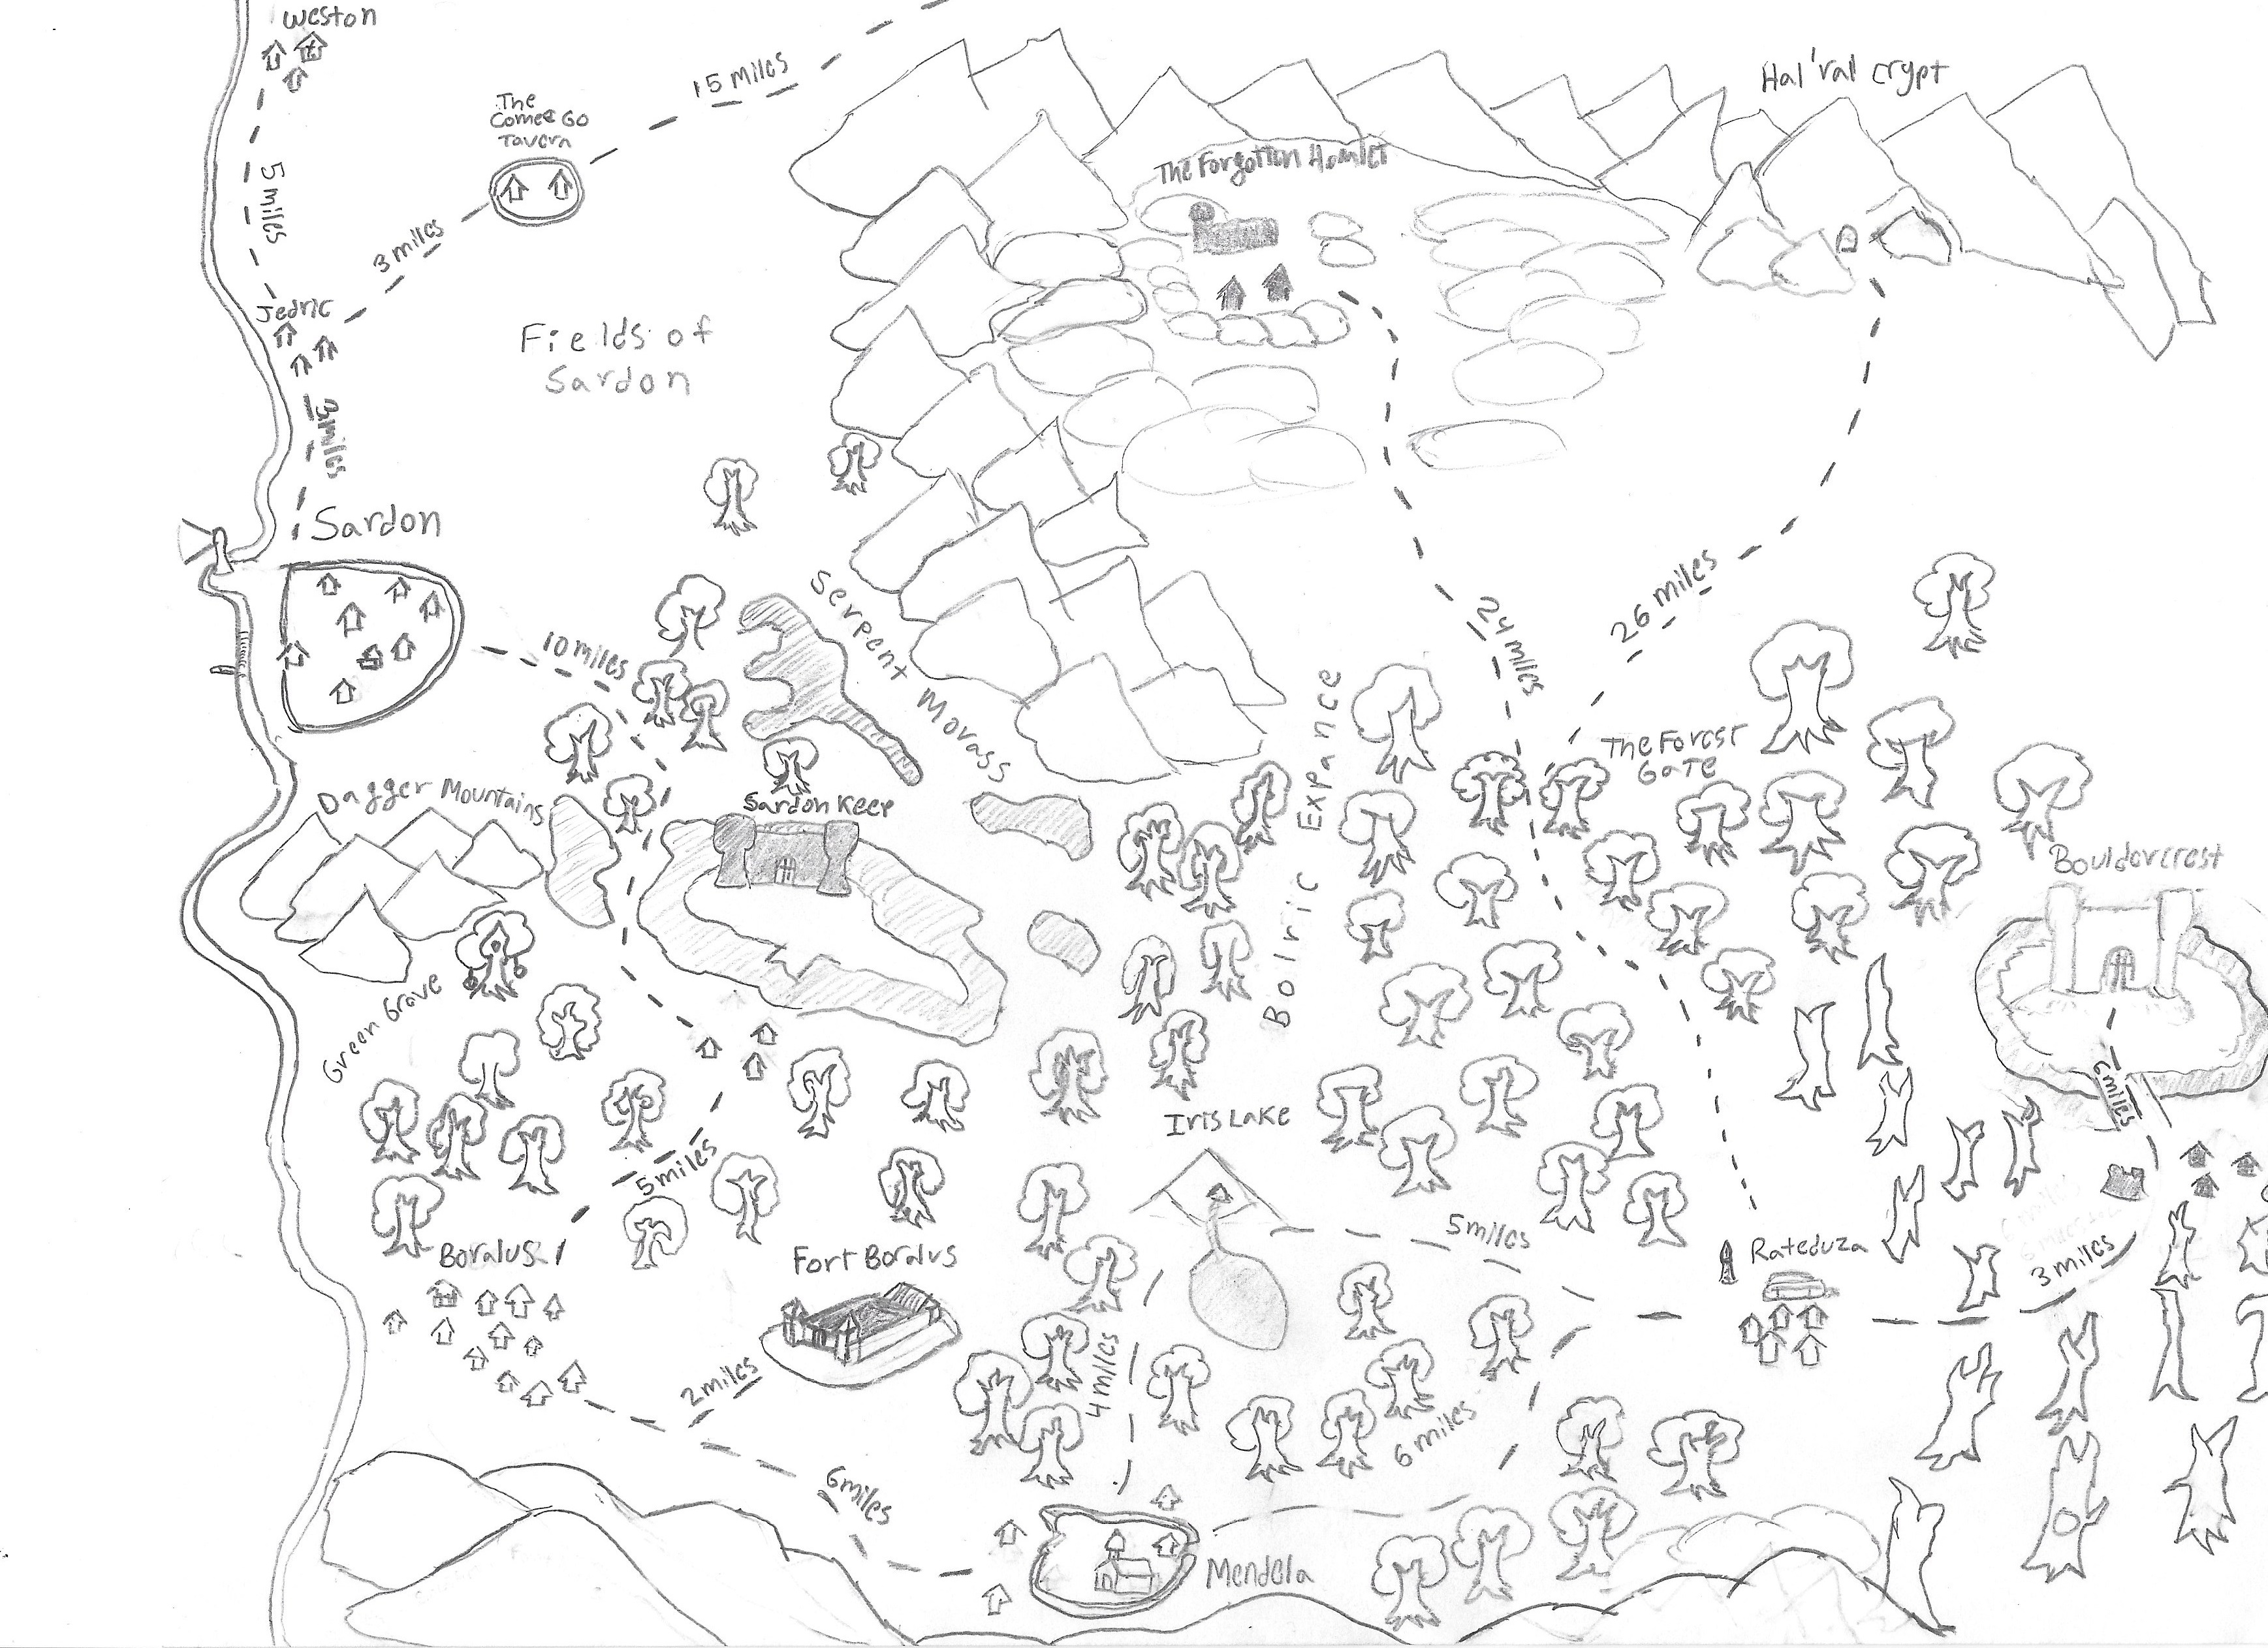 Weston
5 miles
The
Come & Go
Tavern
15 miles
3 miles
Jedric
3 miles
Fields of
Sardon
Sardon
10 miles
Hal'val Crypt
The Forgotten Hamlet
24 miles
26 miles
Serpent Morass
Bolric Expance
The Forest
Gate
Dagger Mountains
Sardon Keep
Bouldercrest
6 miles
Green Grove
Iris Lake
5 miles
5 miles
Boralus
Fort Boralus
Rateduza
3 miles
2 miles
4 miles
6 miles
6 miles
Mendela